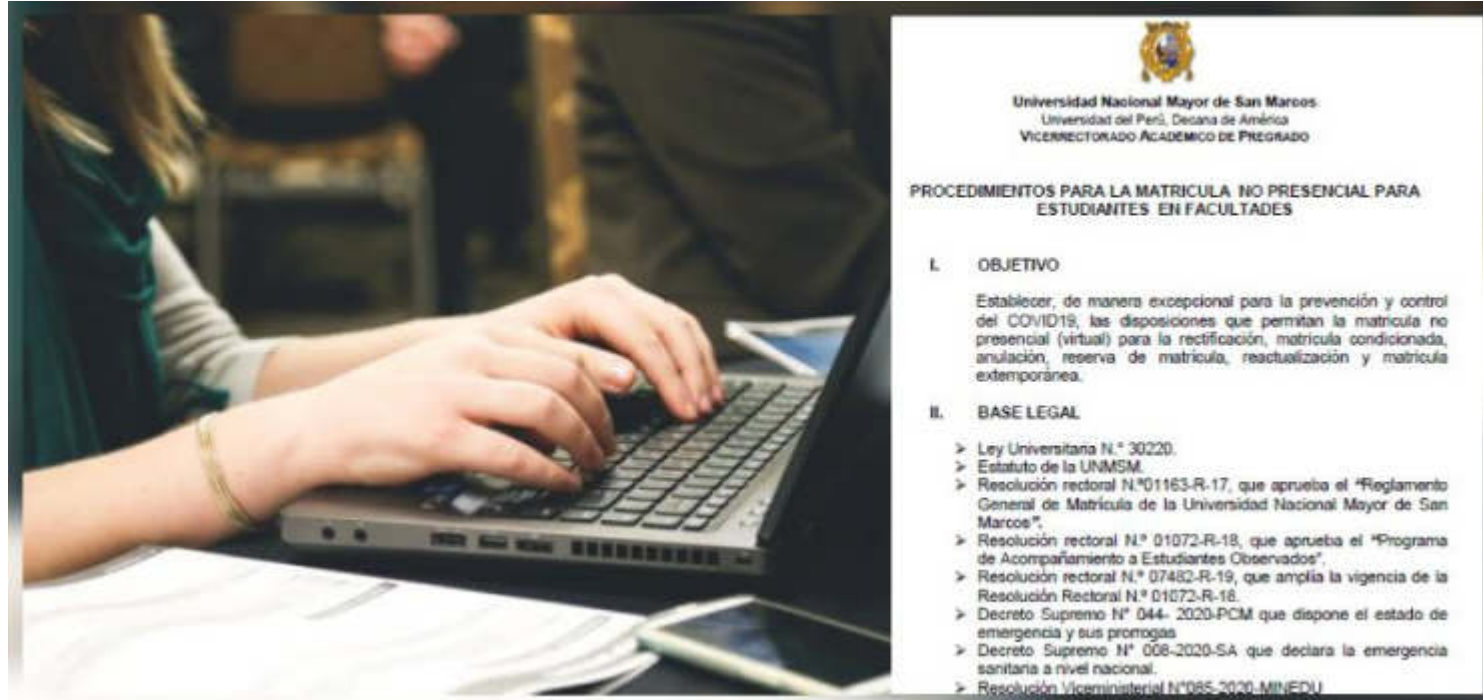 Universidad Nacional Mayor de San Marcos
Universidad del Perú, Decana de América
VICERRECTORADO ACADÉMICO DE PREGRADO
PROCEDIMIENTOS PARA LA MATRICULA NO PRESENCIAL PARA
ESTUDIANTES EN FACULTADES
I. OBJETIVO
Establecer, de manera excepcional para la prevención y control
del COVID19, las disposiciones que permitan la matricula no
presencial (virtual) para la rectificación, matrícula condicionada,
anulación, reserva de matrícula, reactualización y matrícula
extemporánea.
II. BASE LEGAL
➢ Ley Universitaria N.° 30220.
➢ Estatuto de la UNMSM.
➢ Resolución rectoral N.°01163-R-17, que aprueba el “Reglamento
General de Matrícula de la Universidad Nacional Mayor de San
Marcos”.
➢ Resolución rectoral N.° 01072-R-18, que aprueba el “Programa
de Acompañamiento a Estudiantes Observados”.
➢ Resolución rectoral N.° 07482-R-19, que amplia la vigencia de la
Resolución Rectoral N.° 01072-R-18.
➢ Decreto Supremo N° 044- 2020-PCM que dispone el estado de
emergencia y sus prorrogas
➢ Decreto Supremo N° 008-2020-SA que declara la emergencia
sanitaria a nivel nacional.
➢ Resolución Viceministerial N°085-2020-MINEDU